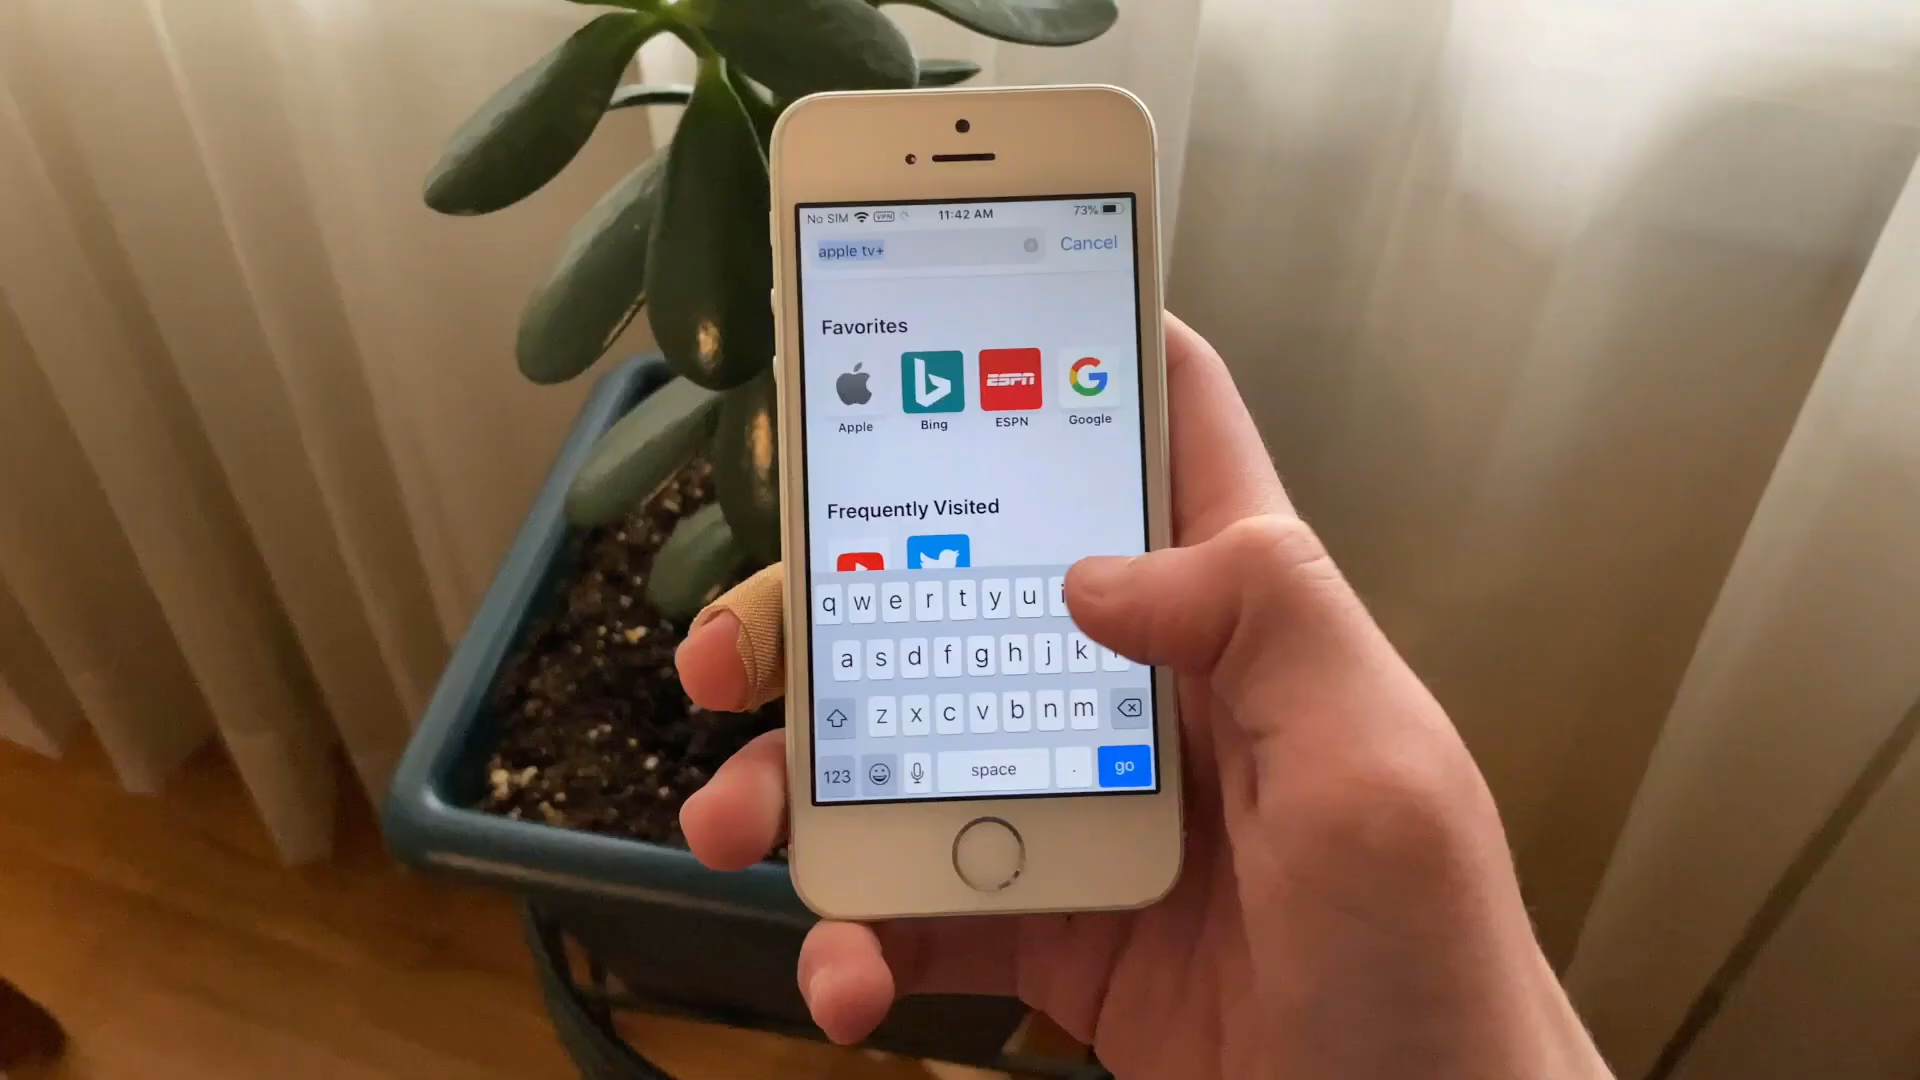 No SIM VPN 11:42 AM 73%
apple tv+ Cancel
Favorites
ESPN
Apple Bing ESPN Google
Frequently Visited
q w e r t y u i
a s d f g h j k
z x c v b n m
123 space . go